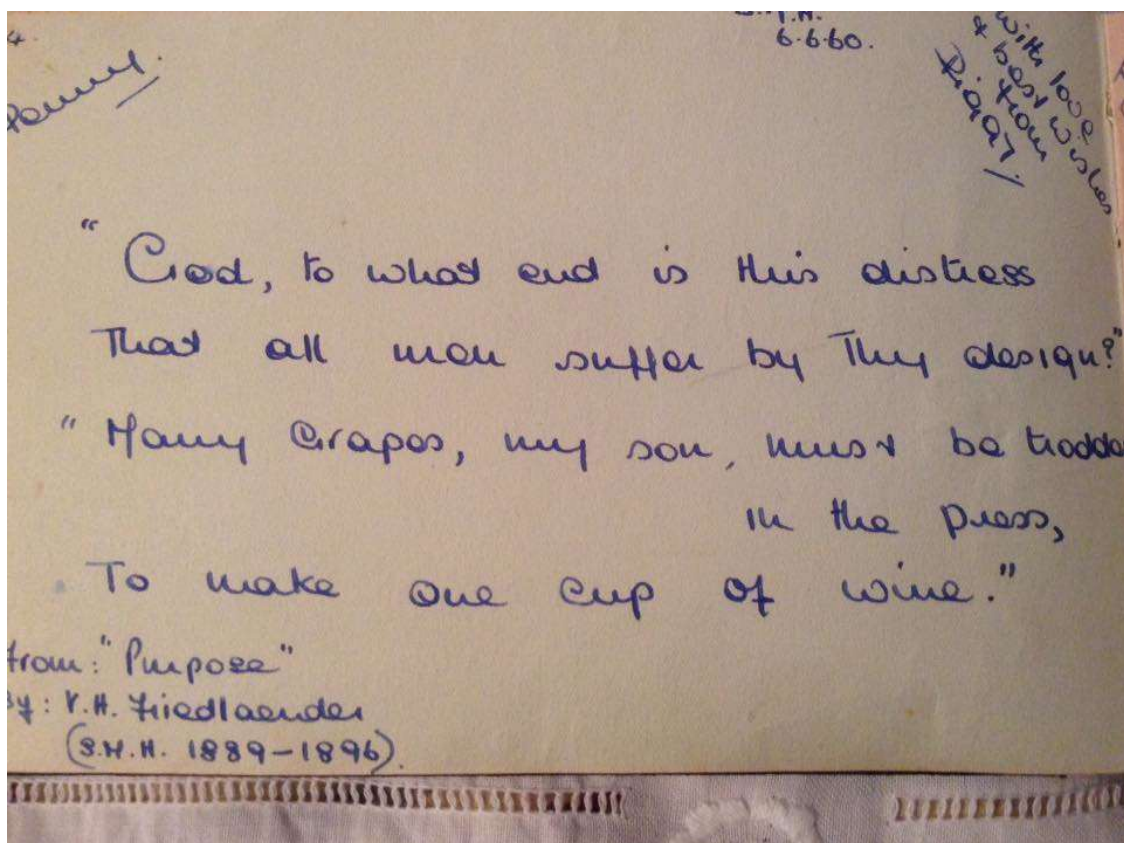 6.6.60.
Penny.
With love
& best wishes
from
“God, to what end is this distress
That all men suffer by Thy design?”
“Many Grapes, my son, must be trodde
in the press,
To make one cup of wine.”
from: “Purpose”
By: V.H. Friedlaender
(S.H.H. 1889-1896).